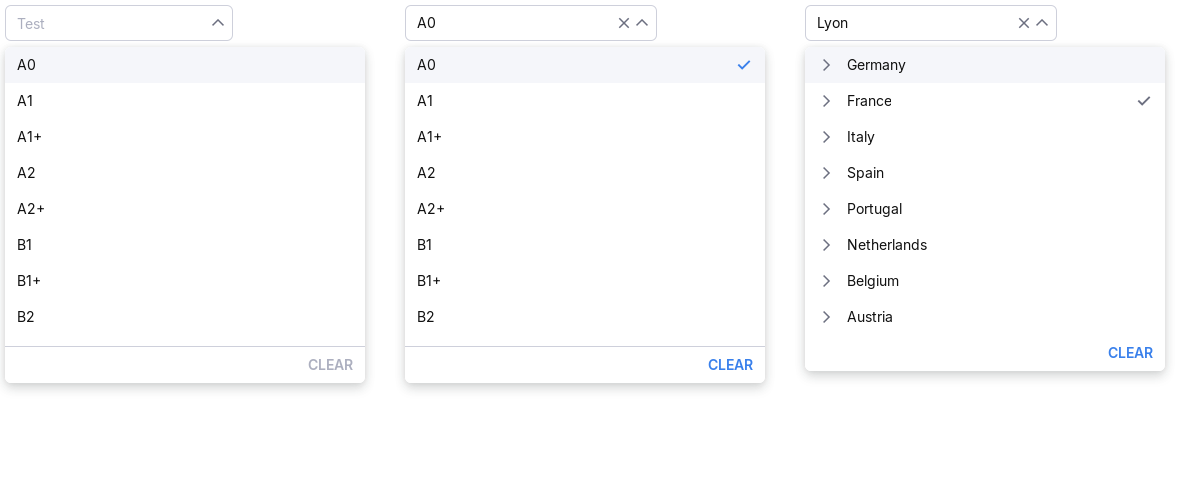 Test
A0
A1
A1+
A2
A2+
B1
B1+
B2
CLEAR
A0
A0
A1
A1+
A2
A2+
B1
B1+
B2
CLEAR
Lyon
Germany
France
Italy
Spain
Portugal
Netherlands
Belgium
Austria
CLEAR